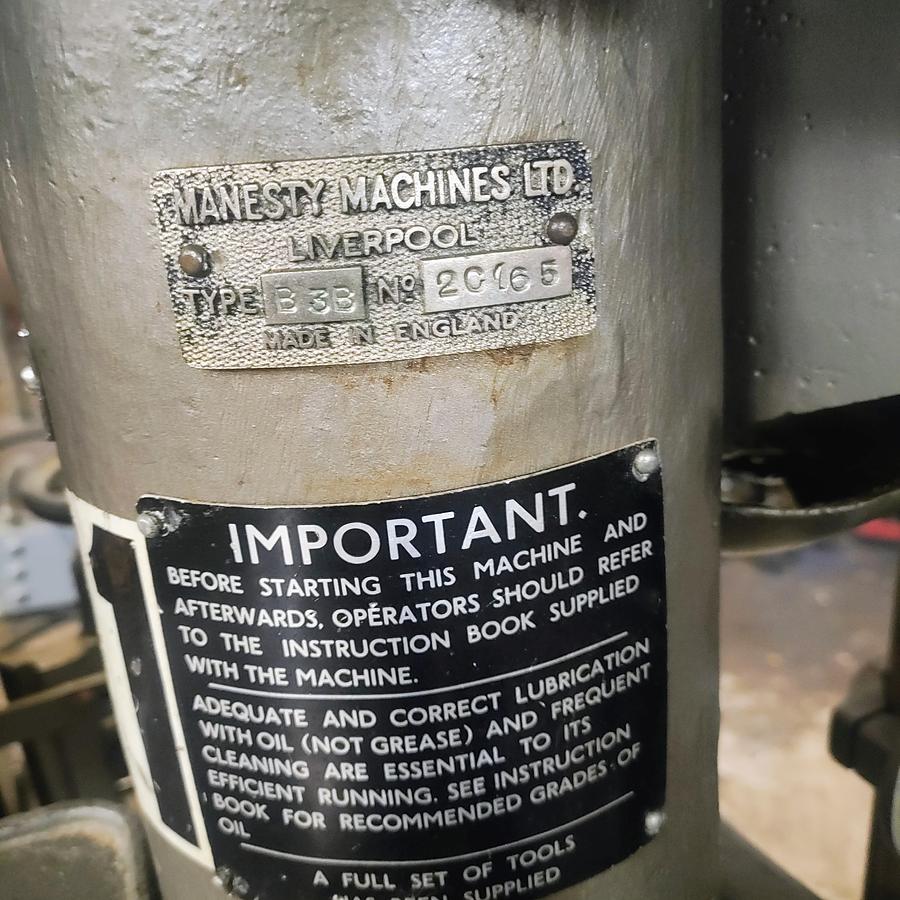 MANESTY MACHINES LTD.
LIVERPOOL
TYPE B3B Nº
MADE IN ENGLAND
IMPORTANT.
BEFORE STARTING THIS MACHINE AND
AFTERWARDS, OPERATORS SHOULD REFER
TO THE INSTRUCTION BOOK SUPPLIED
WITH THE MACHINE.
ADEQUATE AND CORRECT LUBRICATION
WITH OIL (NOT GREASE) AND FREQUENT
CLEANING ARE ESSENTIAL TO ITS
EFFICIENT RUNNING. SEE INSTRUCTION
BOOK FOR RECOMMENDED GRADES OF
OIL
A FULL SET OF TOOLS
HAS BEEN SUPPLIED